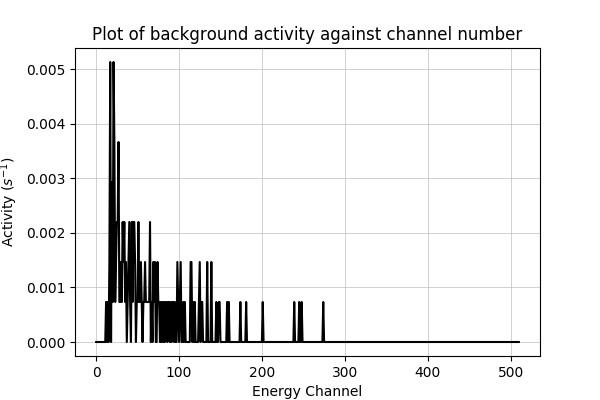 Plot of background activity against channel number
0.005
0.004
0.003
0.002
0.001
0.000
Activity (s⁻¹)
0 100 200 300 400 500
Energy Channel